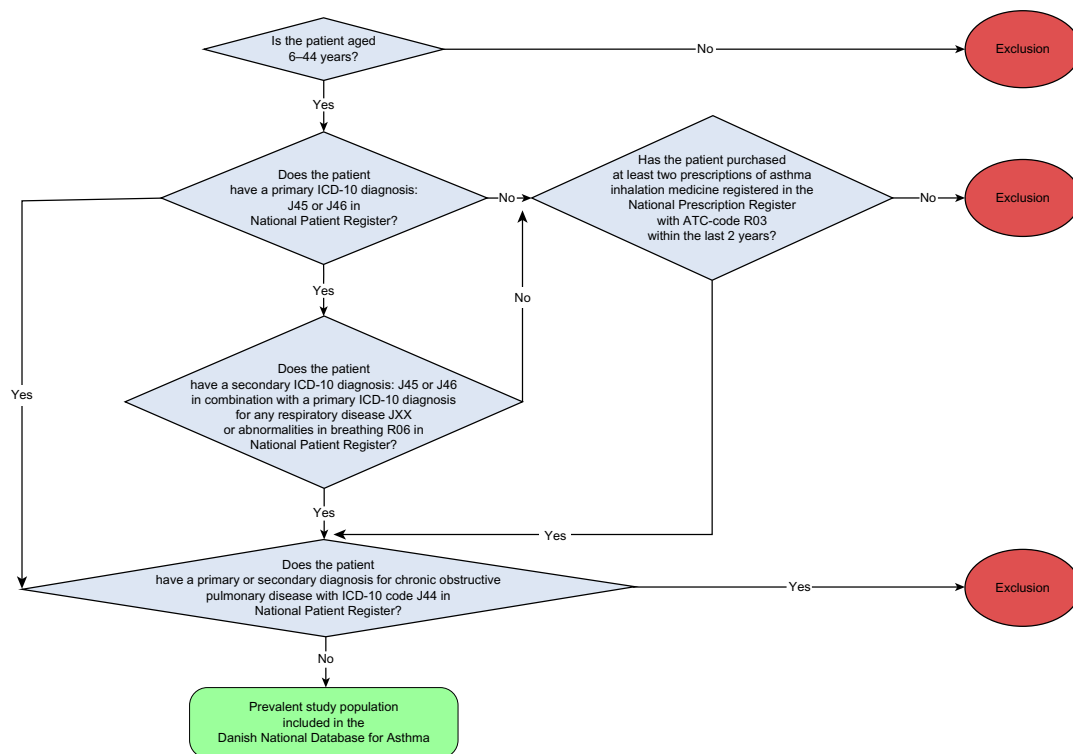 Is the patient aged
6–44 years?
No
Exclusion
Yes
Does the patient
have a primary ICD-10 diagnosis:
J45 or J46 in
National Patient Register?
No
Has the patient purchased
at least two prescriptions of asthma
inhalation medicine registered in the
National Prescription Register
with ATC-code R03
within the last 2 years?
No
Exclusion
Yes
No
Yes
Does the patient
have a secondary ICD-10 diagnosis: J45 or J46
in combination with a primary ICD-10 diagnosis
for any respiratory disease JXX
or abnormalities in breathing R06 in
National Patient Register?
Yes
Yes
Does the patient
have a primary or secondary diagnosis for chronic obstructive
pulmonary disease with ICD-10 code J44 in
National Patient Register?
Yes
Exclusion
No
Prevalent study population
included in the
Danish National Database for Asthma